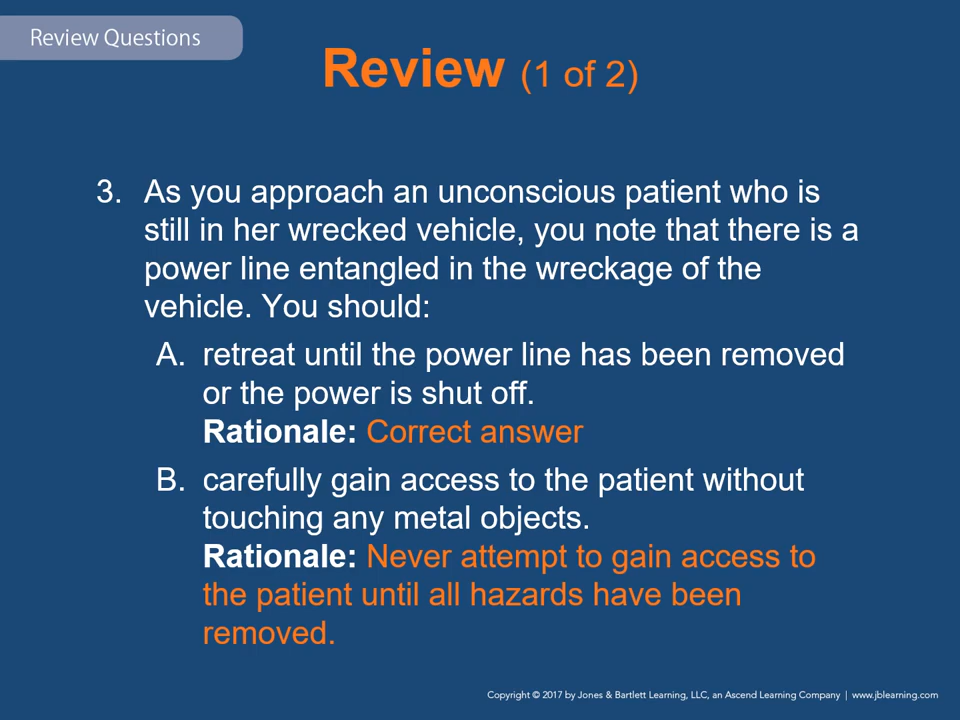 Review Questions
Review (1 of 2)
3. As you approach an unconscious patient who is
still in her wrecked vehicle, you note that there is a
power line entangled in the wreckage of the
vehicle. You should:
A. retreat until the power line has been removed
or the power is shut off.
Rationale: Correct answer
B. carefully gain access to the patient without
touching any metal objects.
Rationale: Never attempt to gain access to
the patient until all hazards have been
removed.
Copyright © 2017 by Jones & Bartlett Learning, LLC, an Ascend Learning Company | www.jblearning.com